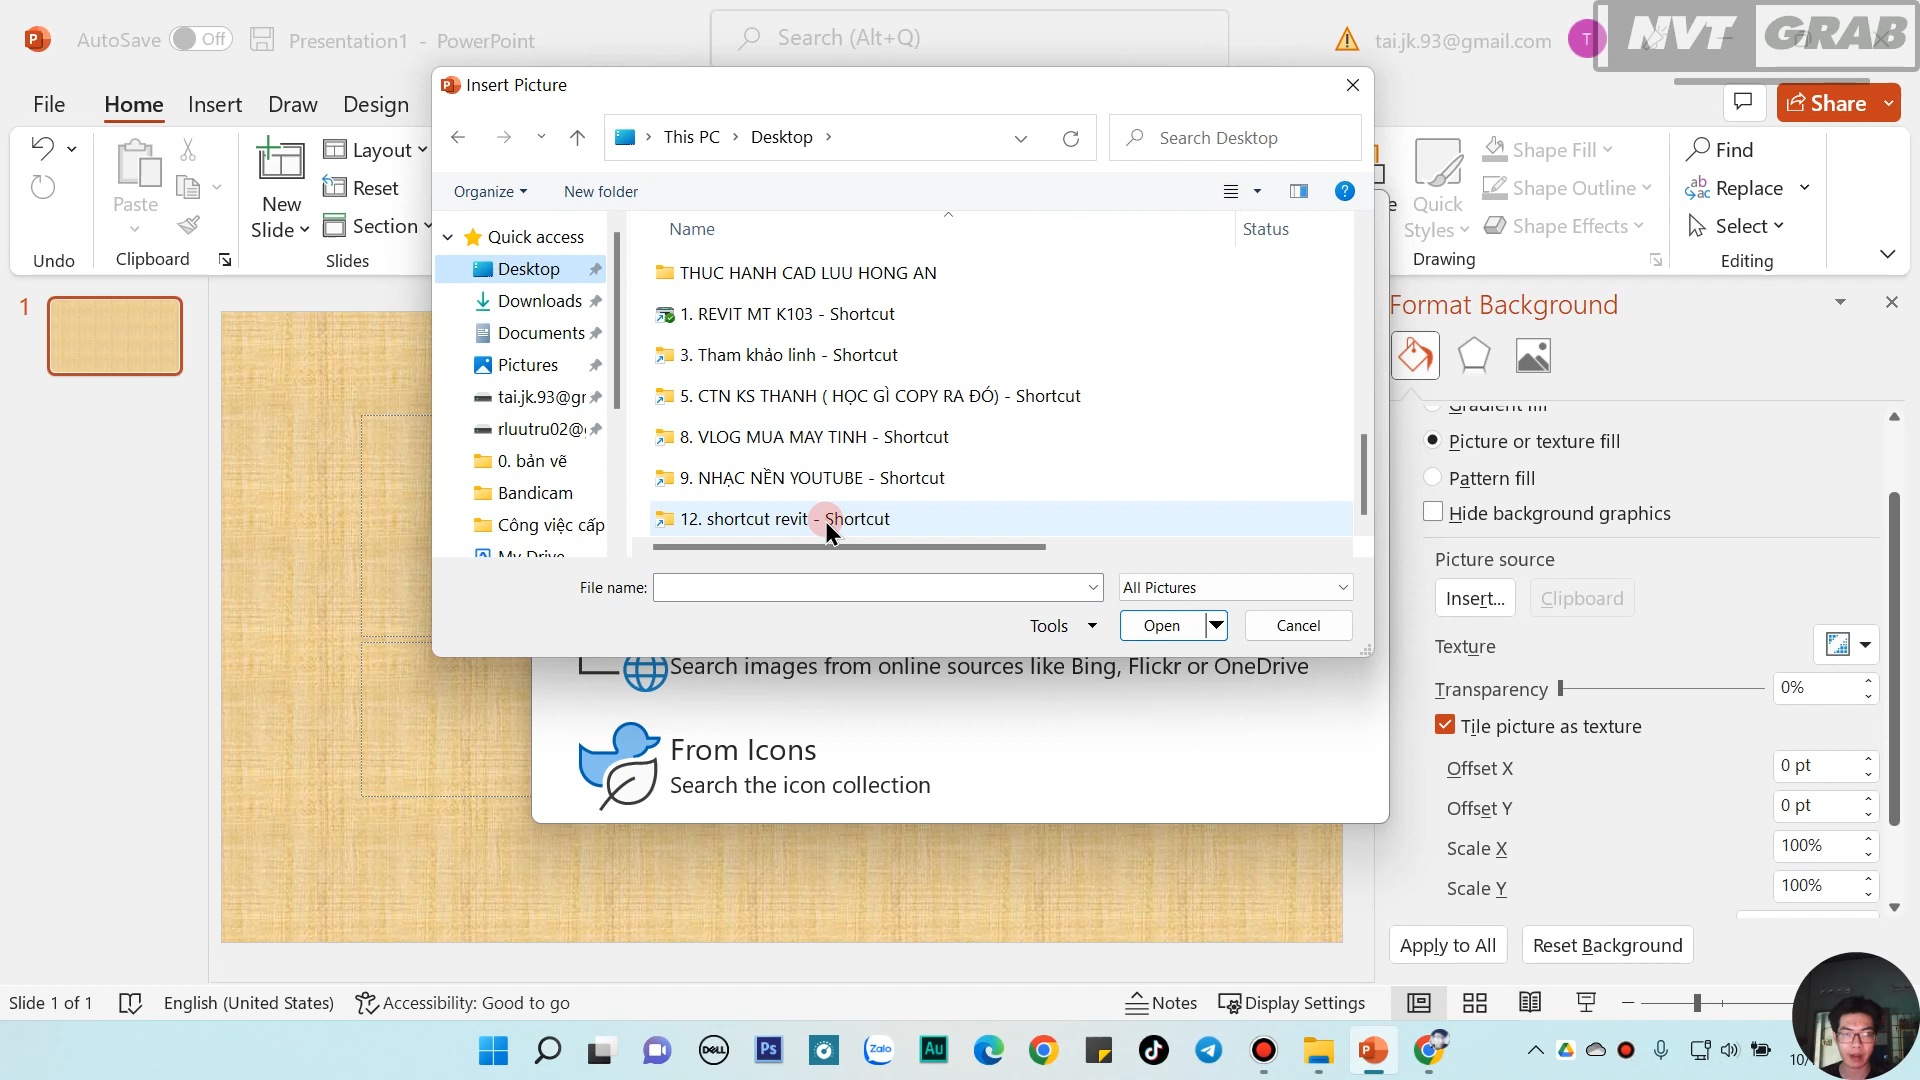 AutoSave Off Presentation1 - PowerPoint
Search (Alt+Q)
tai.jk.93@gmail.com T
NVT GRAB
File Home Insert Draw Design
Share
Undo
Paste
Clipboard
New
Slide
Layout
Reset
Section
Slides
Quick
Styles
Shape Fill
Shape Outline
Shape Effects
Drawing
Find
Replace
Select
Editing
Insert Picture
This PC > Desktop >
Search Desktop
Organize New folder
Name Status
Quick access
Desktop
Downloads
Documents
Pictures
tai.jk.93@gr
rluutru02@
0. bản vẽ
Bandicam
Công việc cấp
My Drive
THUC HANH CAD LUU HONG AN
1. REVIT MT K103 - Shortcut
3. Tham khảo linh - Shortcut
5. CTN KS THANH ( HỌC GÌ COPY RA ĐÓ) - Shortcut
8. VLOG MUA MAY TINH - Shortcut
9. NHẠC NỀN YOUTUBE - Shortcut
12. shortcut revit - Shortcut
File name: All Pictures
Tools Open Cancel
Search images from online sources like Bing, Flickr or OneDrive
From Icons
Search the icon collection
1
Format Background
Gradient fill
Picture or texture fill
Pattern fill
Hide background graphics
Picture source
Insert... Clipboard
Texture
Transparency 0%
Tile picture as texture
Offset X 0 pt
Offset Y 0 pt
Scale X 100%
Scale Y 100%
Apply to All Reset Background
Slide 1 of 1 English (United States) Accessibility: Good to go
Notes Display Settings
DELL Ps Zalo Au
10/